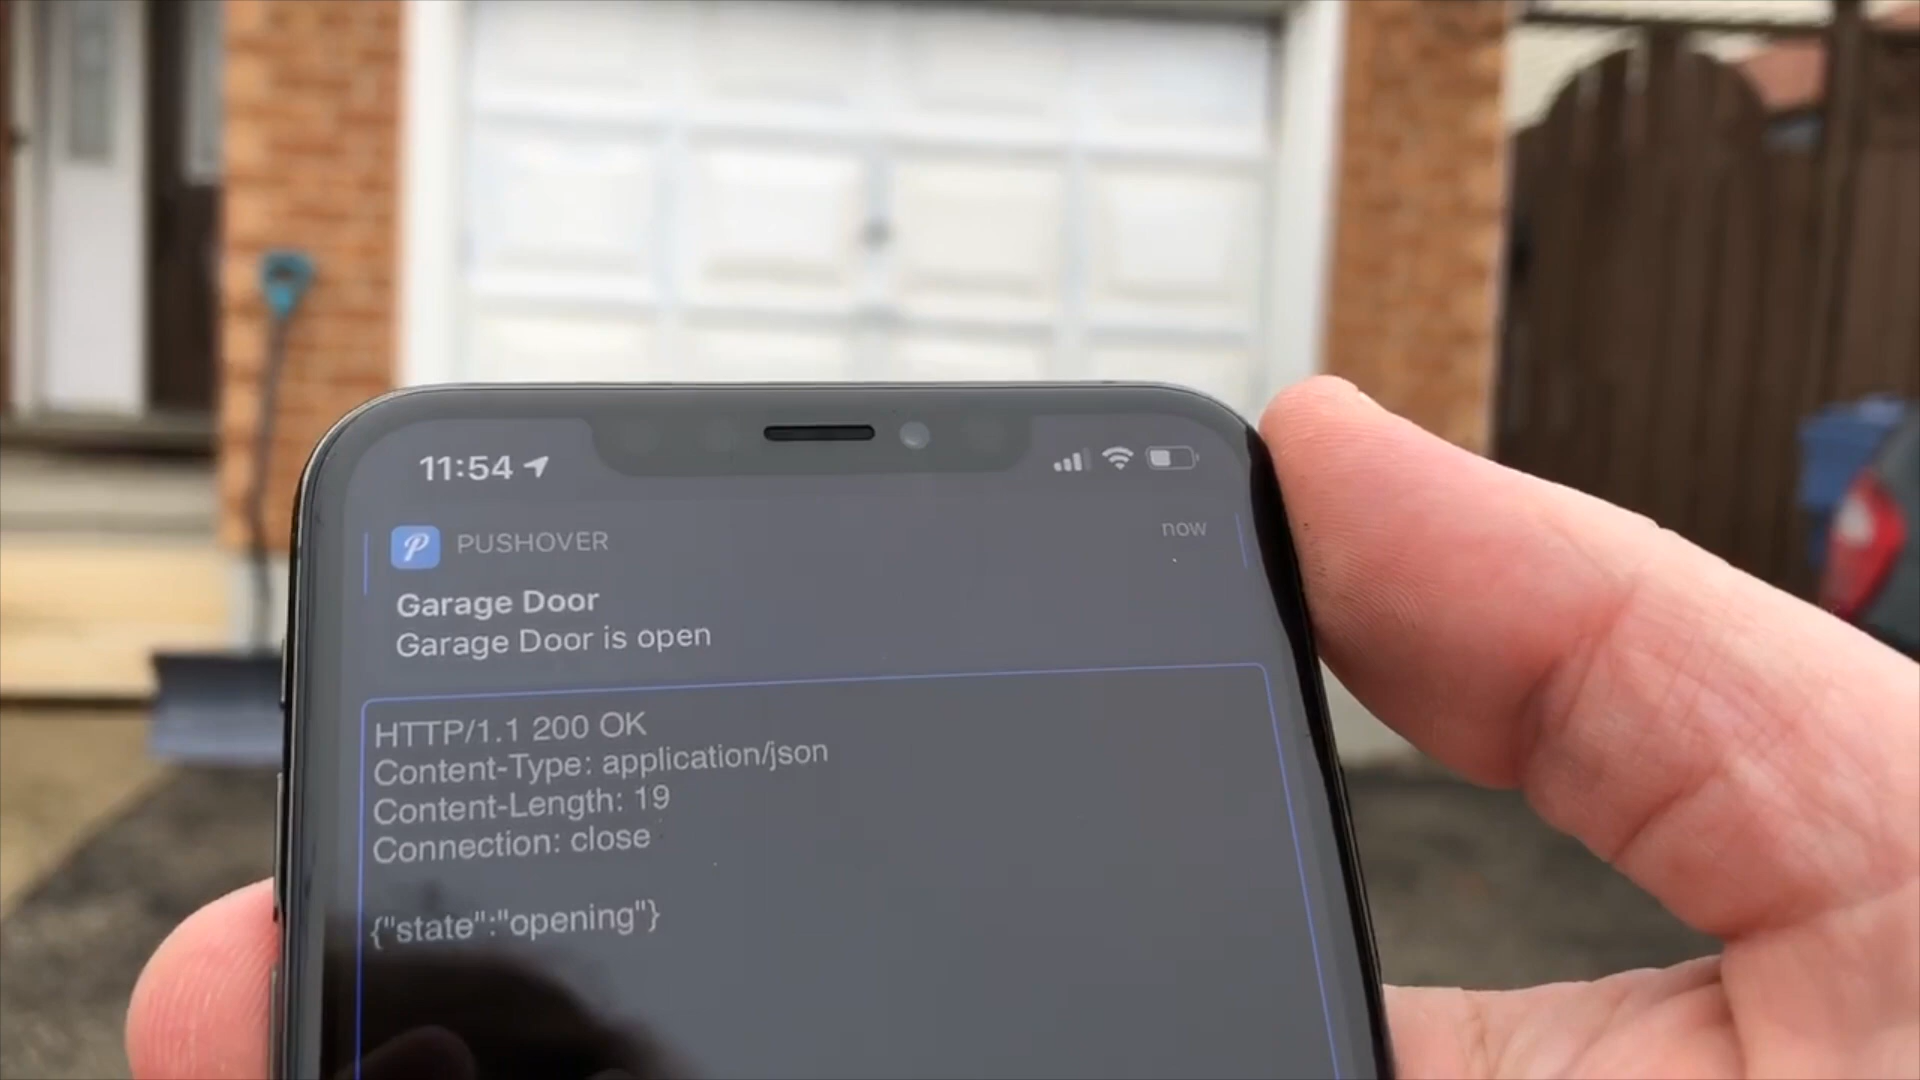 11:54
PUSHOVER
now
Garage Door
Garage Door is open
HTTP/1.1 200 OK
Content-Type: application/json
Content-Length: 19
Connection: close
{"state":"opening"}